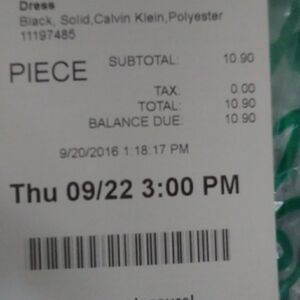 Dress
Black, Solid,Calvin Klein,Polyester
11197485
PIECE
SUBTOTAL: 10.90
TAX: 0.00
TOTAL: 10.90
BALANCE DUE: 10.90
9/20/2016 1:18:17 PM
Thu 09/22 3:00 PM